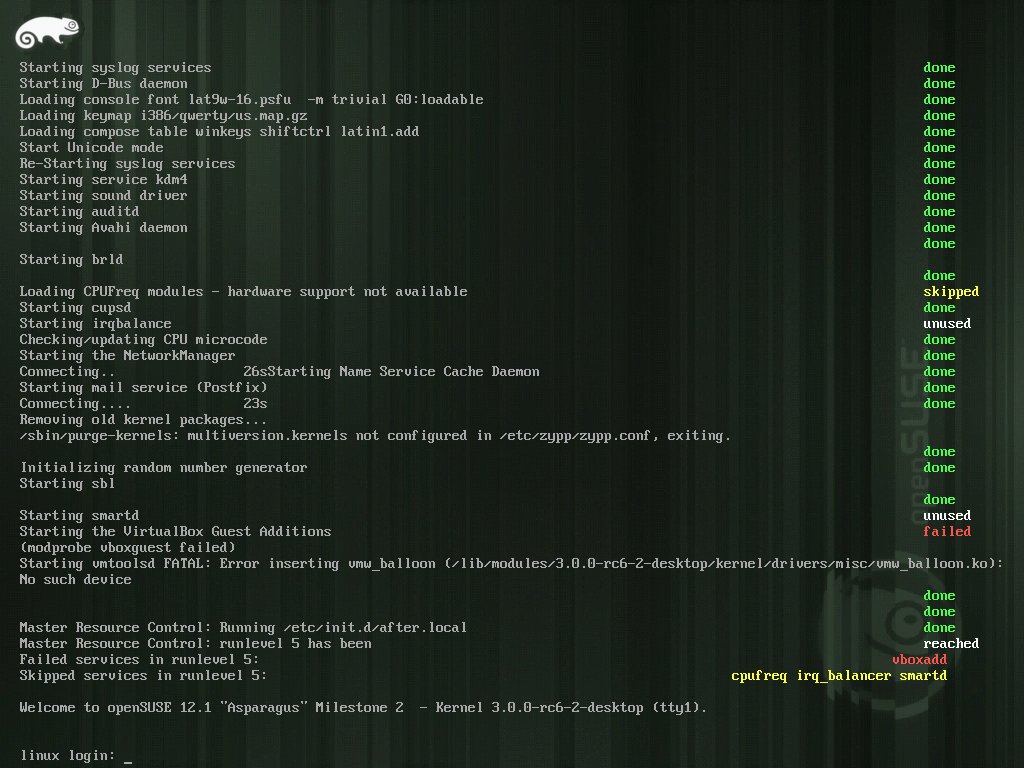 Starting syslog services done
Starting D-Bus daemon done
Loading console font lat9w-16.psfu  -m trivial G0:loadable done
Loading keymap i386/qwerty/us.map.gz done
Loading compose table winkeys shiftctrl latin1.add done
Start Unicode mode done
Re-Starting syslog services done
Starting service kdm4 done
Starting sound driver done
Starting auditd done
Starting Avahi daemon done
done
Starting brld
done
Loading CPUFreq modules - hardware support not available skipped
Starting cupsd done
Starting irqbalance unused
Checking/updating CPU microcode done
Starting the NetworkManager done
Connecting.. 26sStarting Name Service Cache Daemon done
Starting mail service (Postfix) done
Connecting.... 23s done
Removing old kernel packages...
/sbin/purge-kernels: multiversion.kernels not configured in /etc/zypp/zypp.conf, exiting.
done
Initializing random number generator done
Starting sbl
done
Starting smartd unused
Starting the VirtualBox Guest Additions failed
(modprobe vboxguest failed)
Starting vmtoolsd FATAL: Error inserting vmw_balloon (/lib/modules/3.0.0-rc6-2-desktop/kernel/drivers/misc/vmw_balloon.ko):
No such device
done
done
Master Resource Control: Running /etc/init.d/after.local done
Master Resource Control: runlevel 5 has been reached
Failed services in runlevel 5: vboxadd
Skipped services in runlevel 5: cpufreq irq_balancer smartd
Welcome to openSUSE 12.1 "Asparagus" Milestone 2  - Kernel 3.0.0-rc6-2-desktop (tty1).
linux login: _
openSUSE